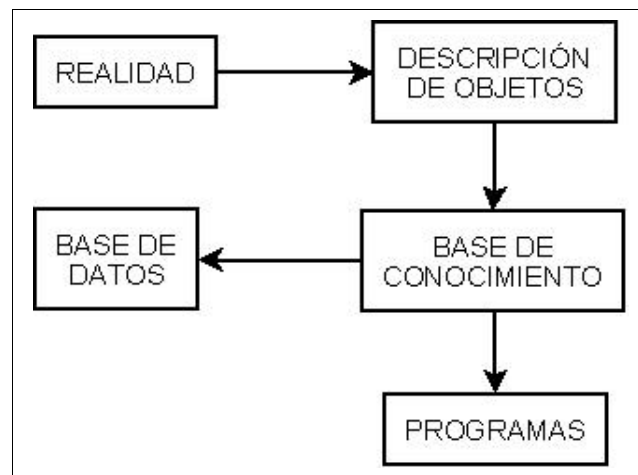 REALIDAD
DESCRIPCIÓN
DE OBJETOS
BASE DE
DATOS
BASE DE
CONOCIMIENTO
PROGRAMAS